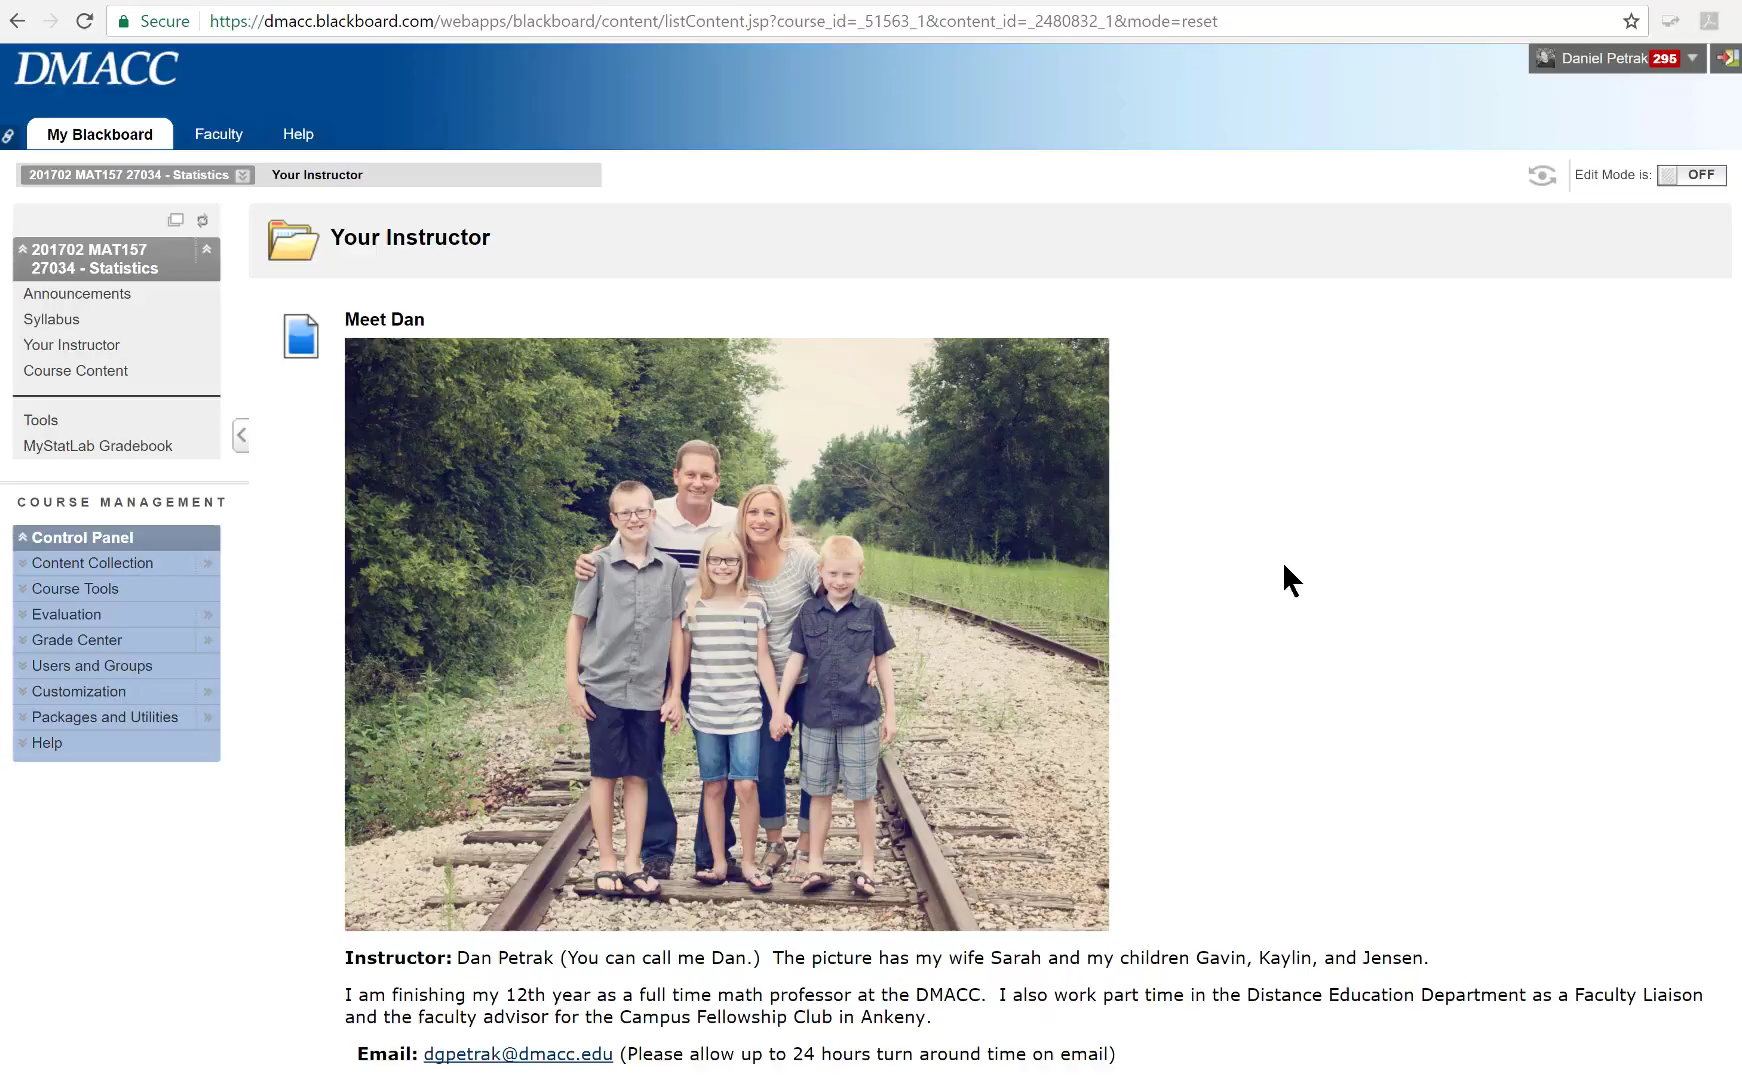 Secure https://dmacc.blackboard.com/webapps/blackboard/content/listContent.jsp?course_id=_51563_1&content_id=_2480832_1&mode=reset
DMACC
Daniel Petrak 295
My Blackboard Faculty Help
201702 MAT157 27034 - Statistics Your Instructor
Edit Mode is: OFF
201702 MAT157
27034 - Statistics
Announcements
Syllabus
Your Instructor
Course Content
Tools
MyStatLab Gradebook
COURSE MANAGEMENT
Control Panel
Content Collection
Course Tools
Evaluation
Grade Center
Users and Groups
Customization
Packages and Utilities
Help
Your Instructor
Meet Dan
Instructor: Dan Petrak (You can call me Dan.) The picture has my wife Sarah and my children Gavin, Kaylin, and Jensen.
I am finishing my 12th year as a full time math professor at the DMACC. I also work part time in the Distance Education Department as a Faculty Liaison
and the faculty advisor for the Campus Fellowship Club in Ankeny.
Email: dgpetrak@dmacc.edu (Please allow up to 24 hours turn around time on email)